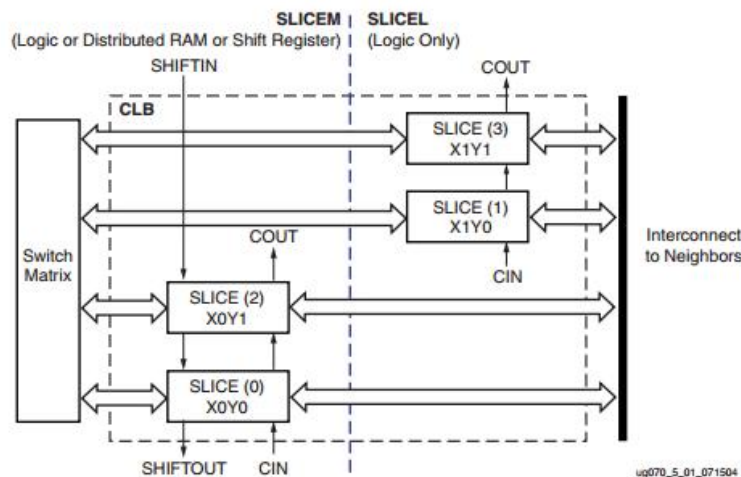 SLICEM
(Logic or Distributed RAM or Shift Register)
SHIFTIN
SLICEL
(Logic Only)
COUT
CLB
SLICE (3)
X1Y1
SLICE (1)
X1Y0
COUT
CIN
Switch
Matrix
Interconnect
to Neighbors
SLICE (2)
X0Y1
SLICE (0)
X0Y0
SHIFTOUT
CIN
ug070_5_01_071504